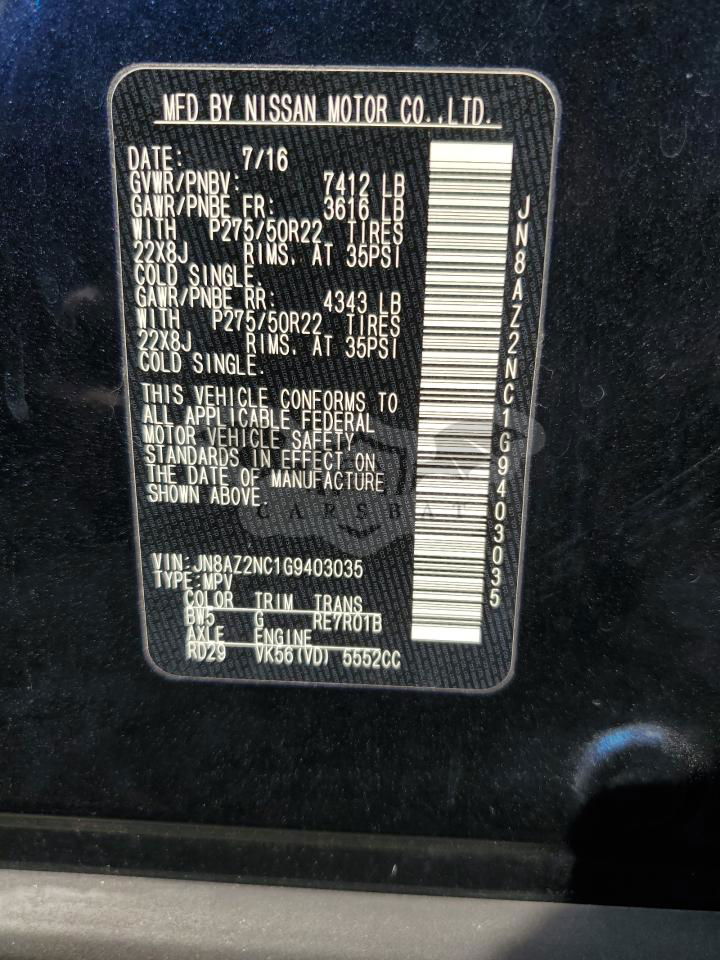 MFD BY NISSAN MOTOR CO.,LTD.
DATE: 7/16
GVWR/PNBV: 7412 LB
GAWR/PNBE FR: 3616 LB
WITH P275/50R22 TIRES
22X8J RIMS. AT 35PSI
COLD SINGLE.
GAWR/PNBE RR: 4343 LB
WITH P275/50R22 TIRES
22X8J RIMS. AT 35PSI
COLD SINGLE.
THIS VEHICLE CONFORMS TO
ALL APPLICABLE FEDERAL
MOTOR VEHICLE SAFETY
STANDARDS IN EFFECT ON
THE DATE OF MANUFACTURE
SHOWN ABOVE.
VIN:JN8AZ2NC1G9403035
TYPE:MPV
COLOR TRIM TRANS
BW5 G RE7R01B
AXLE ENGINE
RD29 VK56(VD) 5552CC
JN8AZ2NC1G9403035
CARSBAT